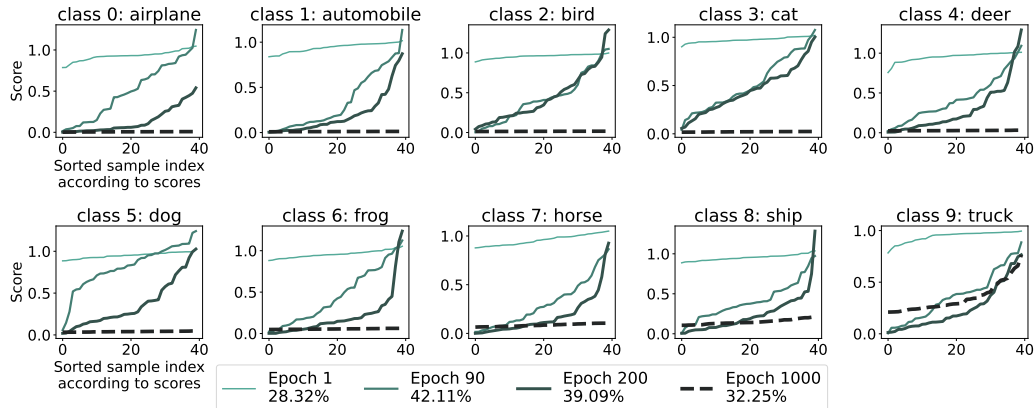 class 0: airplane
class 1: automobile
class 2: bird
class 3: cat
class 4: deer
Score
1.0
0.5
0.0
0 20 40
Sorted sample index
according to scores
1.0
0.5
0.0
0 20 40
1.0
0.5
0.0
0 20 40
1.0
0.5
0.0
0 20 40
1.0
0.5
0.0
0 20 40
class 5: dog
class 6: frog
class 7: horse
class 8: ship
class 9: truck
Score
1.0
0.5
0.0
0 20 40
Sorted sample index
according to scores
1.0
0.5
0.0
0 20 40
1.0
0.5
0.0
0 20 40
1.0
0.5
0.0
0 20 40
1.0
0.5
0.0
0 20 40
Epoch 1
28.32%
Epoch 90
42.11%
Epoch 200
39.09%
Epoch 1000
32.25%